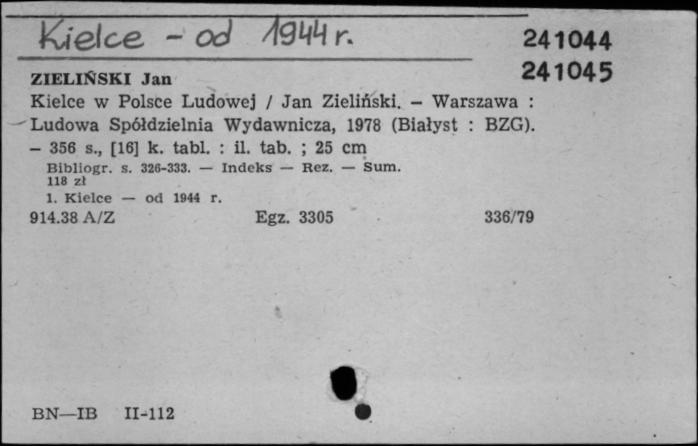 Kielce - od 1944 r.
241044
241045
ZIELIŃSKI Jan
Kielce w Polsce Ludowej / Jan Zieliński. – Warszawa :
Ludowa Spółdzielnia Wydawnicza, 1978 (Białyst : BZG).
– 356 s., [16] k. tabl. : il. tab. ; 25 cm
Bibliogr. s. 326-333. — Indeks — Rez. — Sum.
118 zł
1. Kielce — od 1944 r.
914.38 A/Z Egz. 3305 336/79
BN—IB II-112